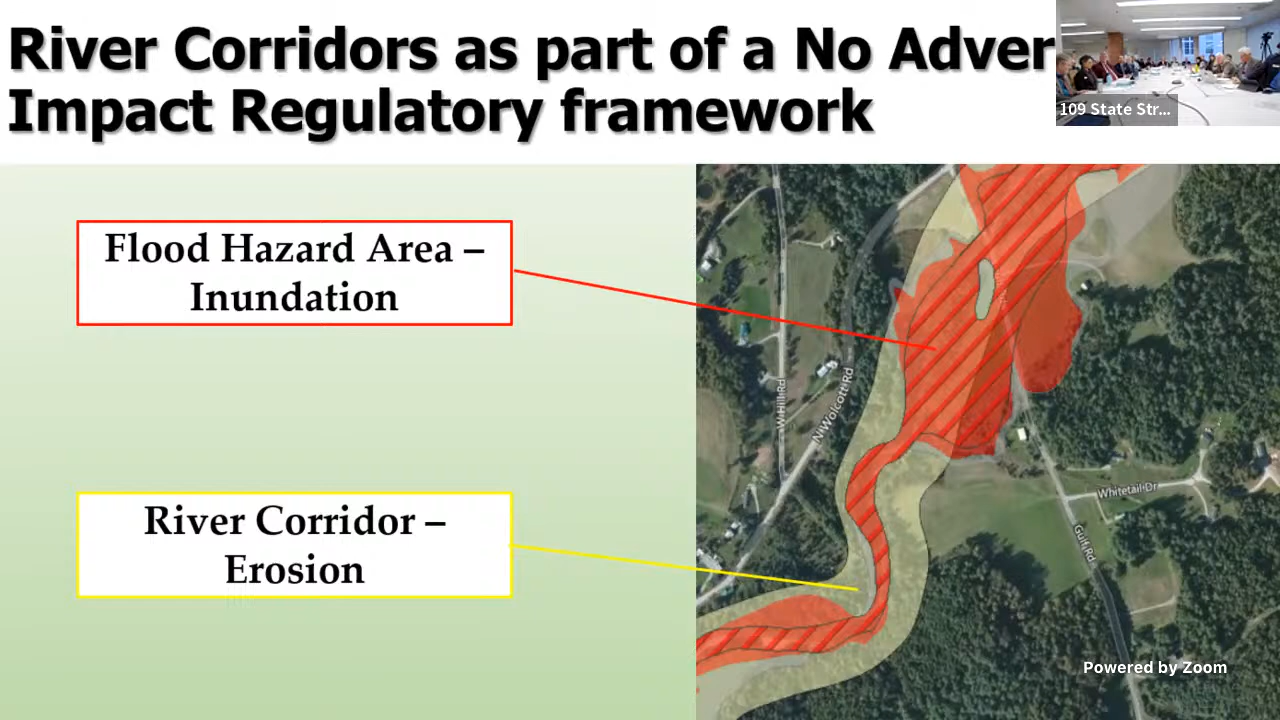 River Corridors as part of a No Adver
Impact Regulatory framework
109 State Str...
Flood Hazard Area –
Inundation
River Corridor –
Erosion
W Hill Rd
N Wolcott Rd
Whitetail Dr
Gulf Rd
Powered by Zoom